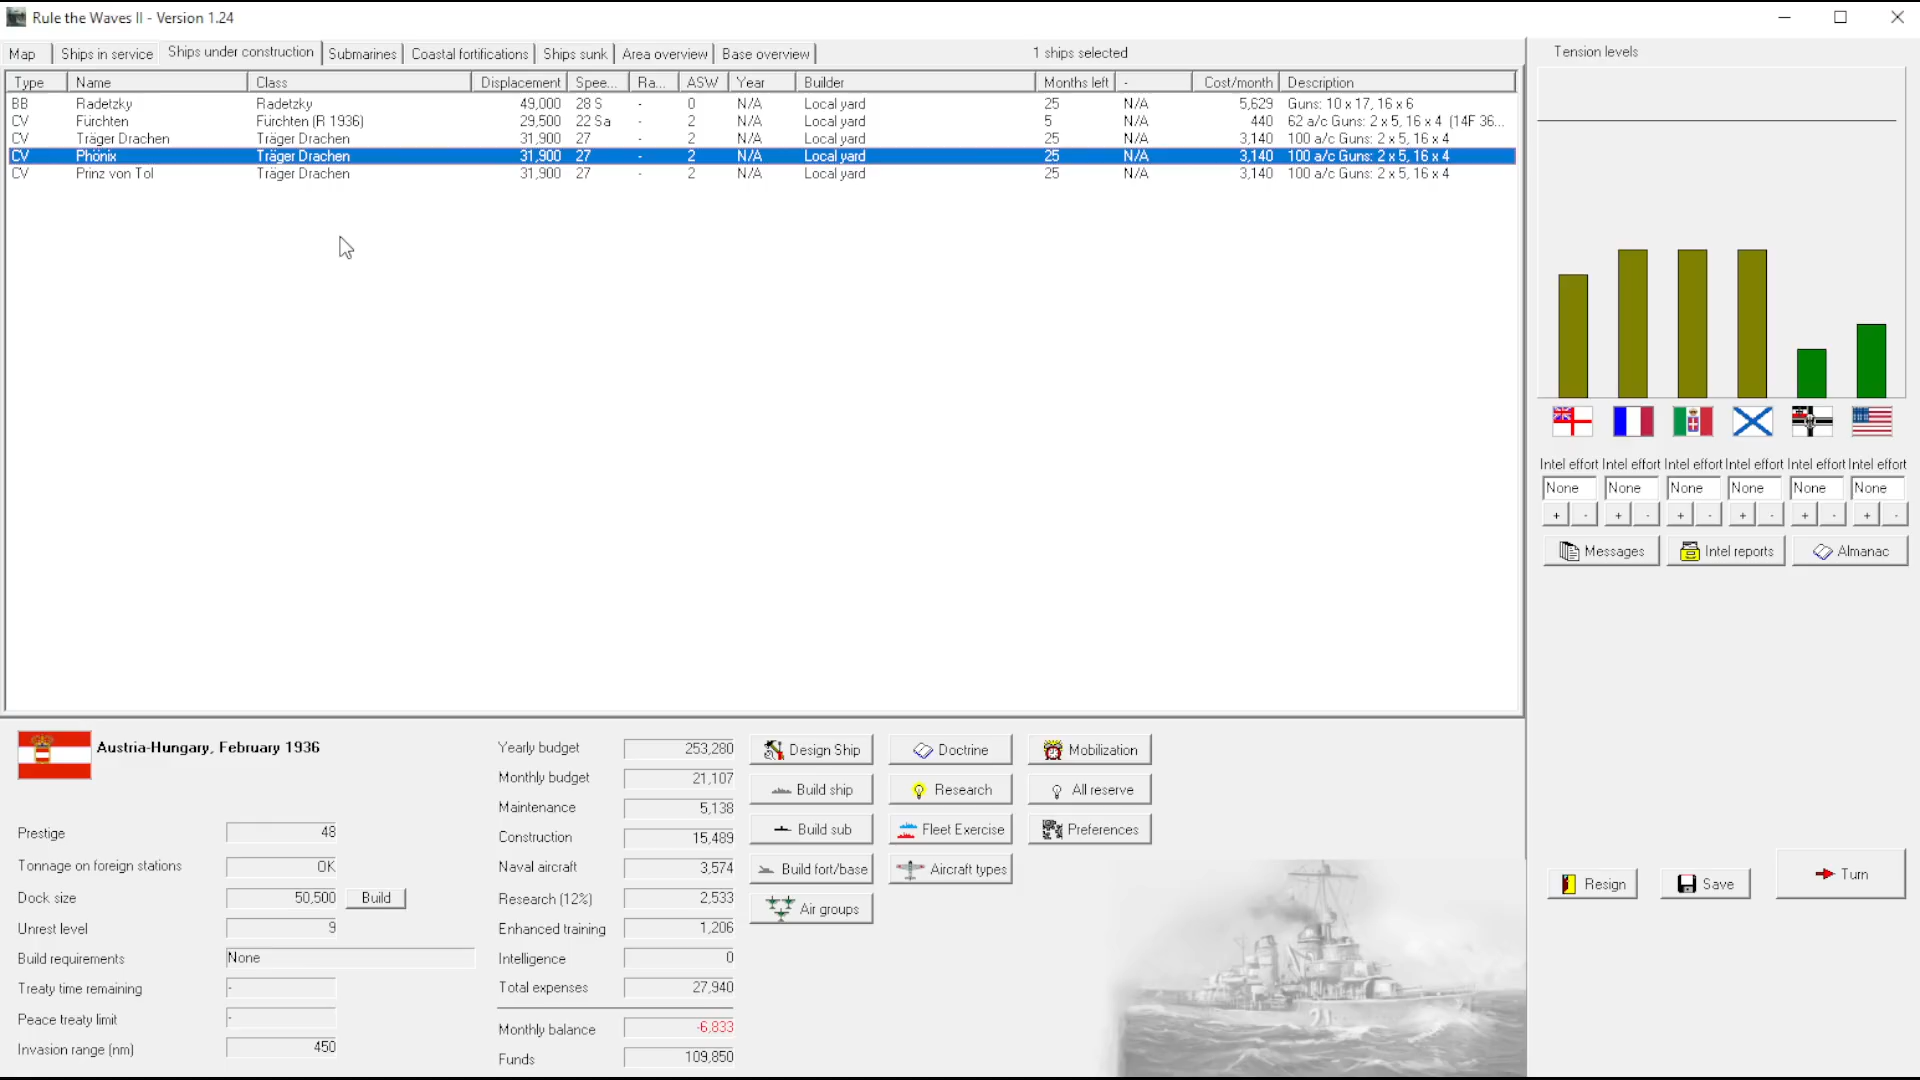 Rule the Waves II - Version 1.24
Map Ships in service Ships under construction Submarines Coastal fortifications Ships sunk Area overview Base overview 1 ships selected
Type Name Class Displacement Spee... Ra... ASW Year Builder Months left - Cost/month Description
BB Radetzky Radetzky 49,000 28 S - 0 N/A Local yard 25 N/A 5,629 Guns: 10 x 17, 16 x 6
CV Fürchten Fürchten (R 1936) 29,500 22 Sa - 2 N/A Local yard 5 N/A 440 62 a/c Guns: 2 x 5, 16 x 4 (14F 36...
CV Träger Drachen Träger Drachen 31,900 27 - 2 N/A Local yard 25 N/A 3,140 100 a/c Guns: 2 x 5, 16 x 4
CV Phönix Träger Drachen 31,900 27 - 2 N/A Local yard 25 N/A 3,140 100 a/c Guns: 2 x 5, 16 x 4
CV Prinz von Tol Träger Drachen 31,900 27 - 2 N/A Local yard 25 N/A 3,140 100 a/c Guns: 2 x 5, 16 x 4
Tension levels
Intel effort Intel effort Intel effort Intel effort Intel effort Intel effort
None None None None None None
+ - + - + - + - + - + -
Messages Intel reports Almanac
Austria-Hungary, February 1936
Prestige 48
Tonnage on foreign stations OK
Dock size 50,500 Build
Unrest level 9
Build requirements None
Treaty time remaining -
Peace treaty limit -
Invasion range (nm) 450
Yearly budget 253,280
Monthly budget 21,107
Maintenance 5,138
Construction 15,489
Naval aircraft 3,574
Research (12%) 2,533
Enhanced training 1,206
Intelligence 0
Total expenses 27,940
Monthly balance -6,833
Funds 109,850
Design Ship Doctrine Mobilization
Build ship Research All reserve
Build sub Fleet Exercise Preferences
Build fort/base Aircraft types
Air groups
Resign Save Turn